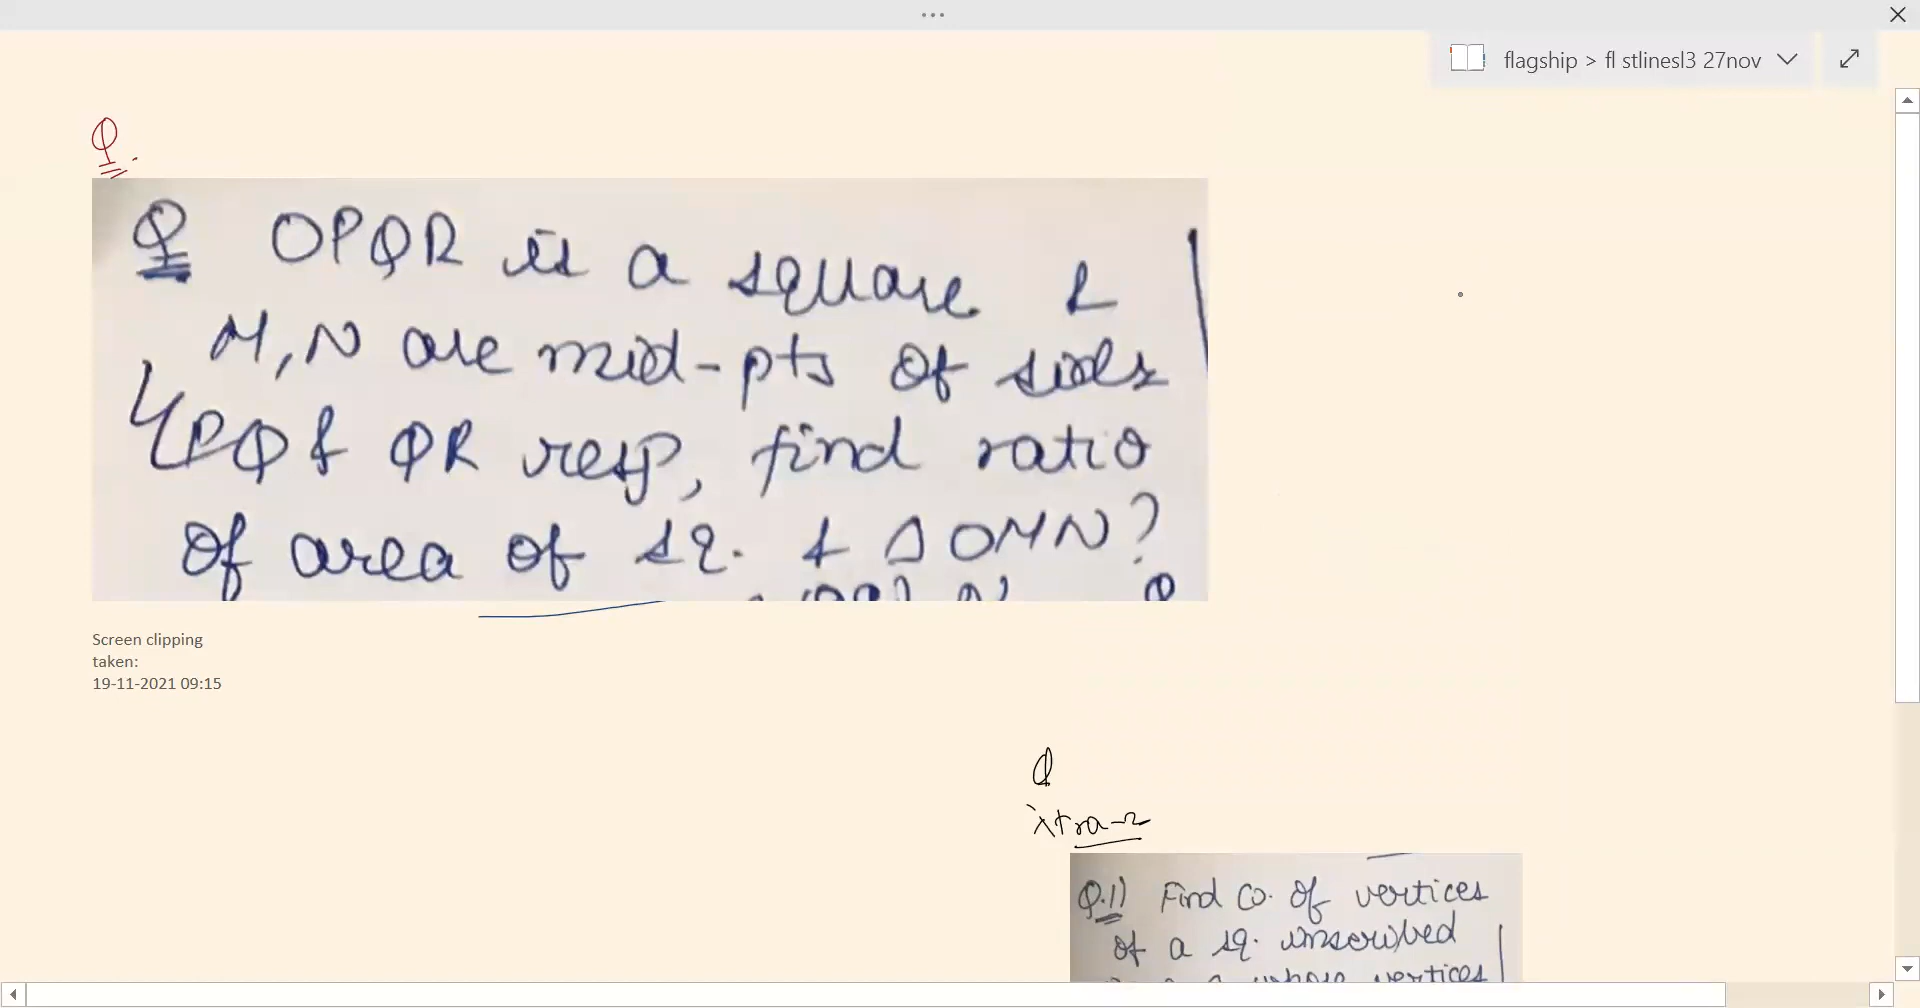 flagship > fl stlinesl3 27nov
Q.
Q OPQR is a square &
M, N are mid-pts of sides
PQ & QR resp, find ratio
of area of sq. & Δ OMN?
Screen clipping
taken:
19-11-2021 09:15
Q
xtra-2
Q.1) Find Co. of vertices
of a sq. inscribed
whose vertices